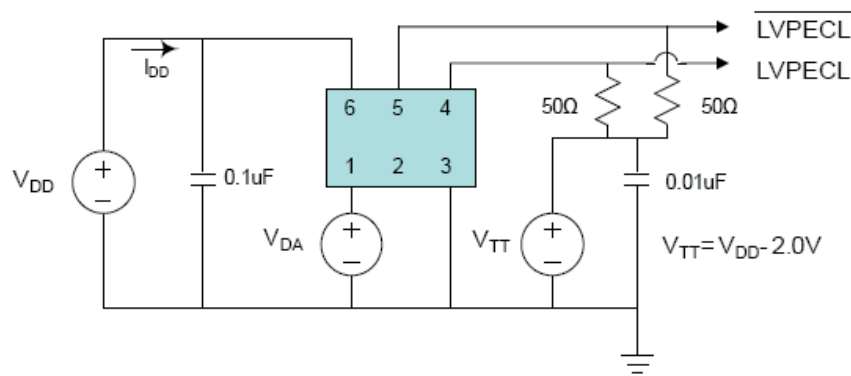 L̅V̅P̅E̅C̅L̅
I_DD
LVPECL
6 5 4
50Ω 50Ω
1 2 3
V_DD
0.1uF
0.01uF
V_DA
V_TT
V_TT=V_DD-2.0V